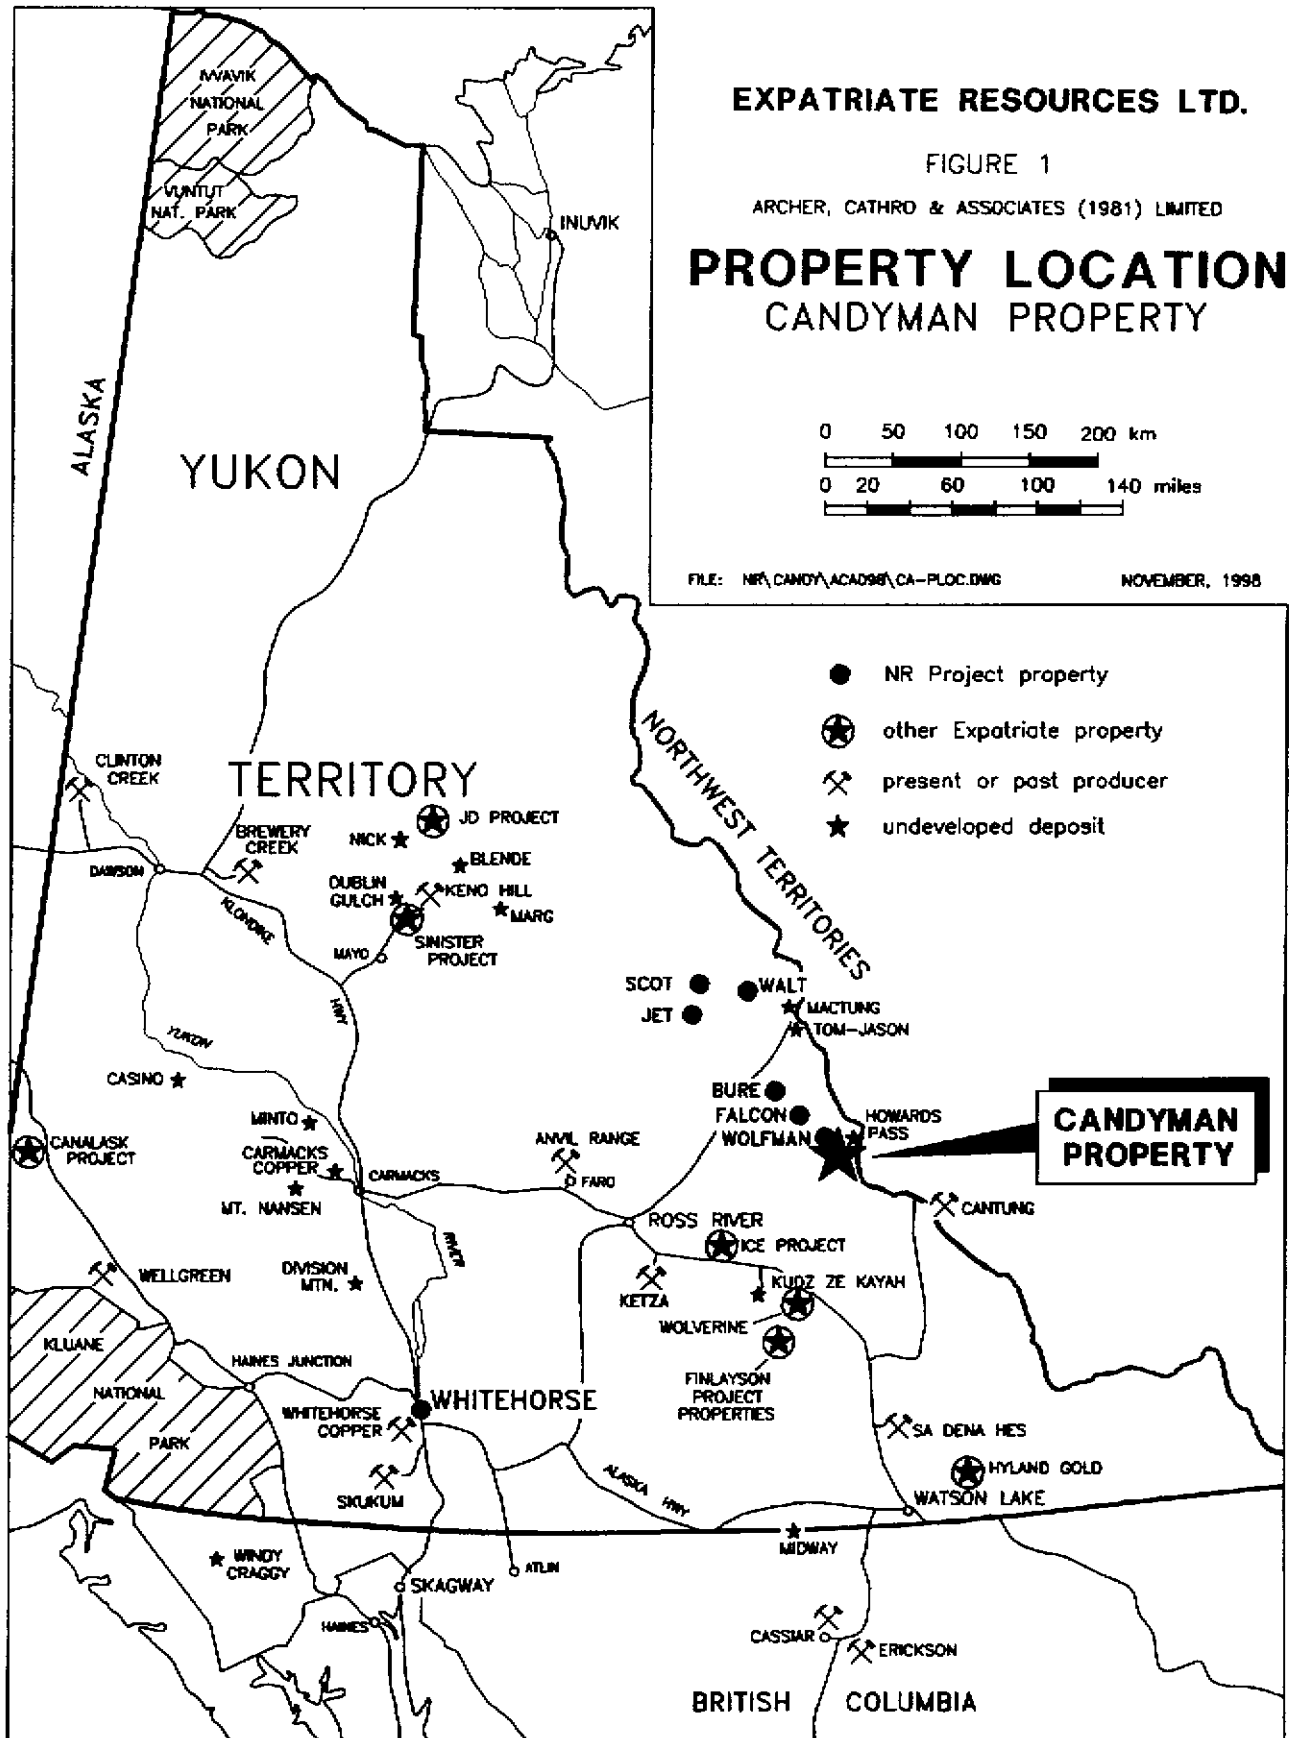 EXPATRIATE RESOURCES LTD.
FIGURE 1
ARCHER, CATHRO & ASSOCIATES (1981) LIMITED
PROPERTY LOCATION
CANDYMAN PROPERTY
0 50 100 150 200 km
0 20 60 100 140 miles
FILE: NR\CANDY\ACAD98\CA-PLOC.DWG
NOVEMBER, 1998
NR Project property
other Expatriate property
present or past producer
undeveloped deposit
IVVAVIK
NATIONAL
PARK
VUNTUT
NAT. PARK
INUVIK
ALASKA
YUKON
TERRITORY
NORTHWEST TERRITORIES
CLINTON
CREEK
BREWERY
CREEK
DAWSON
NICK
JD PROJECT
BLENDE
DUBLIN
GULCH
KENO HILL
MARG
SINISTER
PROJECT
MAYO
KLONDIKE
HWY
SCOT
WALT
JET
MACTUNG
TOM-JASON
YUKON
CASINO
MINTO
BURE
FALCON
WOLFMAN
HOWARDS
PASS
CANDYMAN
PROPERTY
CANALASK
PROJECT
CARMACKS
COPPER
CARMACKS
MT. NANSEN
ANVIL RANGE
FARO
CANTUNG
ROSS RIVER
ICE PROJECT
RIVER
KETZA
KUDZ ZE KAYAH
WOLVERINE
WELLGREEN
DIVISION
MTN.
FINLAYSON
PROJECT
PROPERTIES
KLUANE
NATIONAL
PARK
HAINES JUNCTION
WHITEHORSE
WHITEHORSE
COPPER
SKUKUM
SA DENA HES
HYLAND GOLD
ALASKA HWY
WATSON LAKE
MIDWAY
WINDY
CRAGGY
ATLIN
SKAGWAY
HAINES
CASSIAR
ERICKSON
BRITISH COLUMBIA